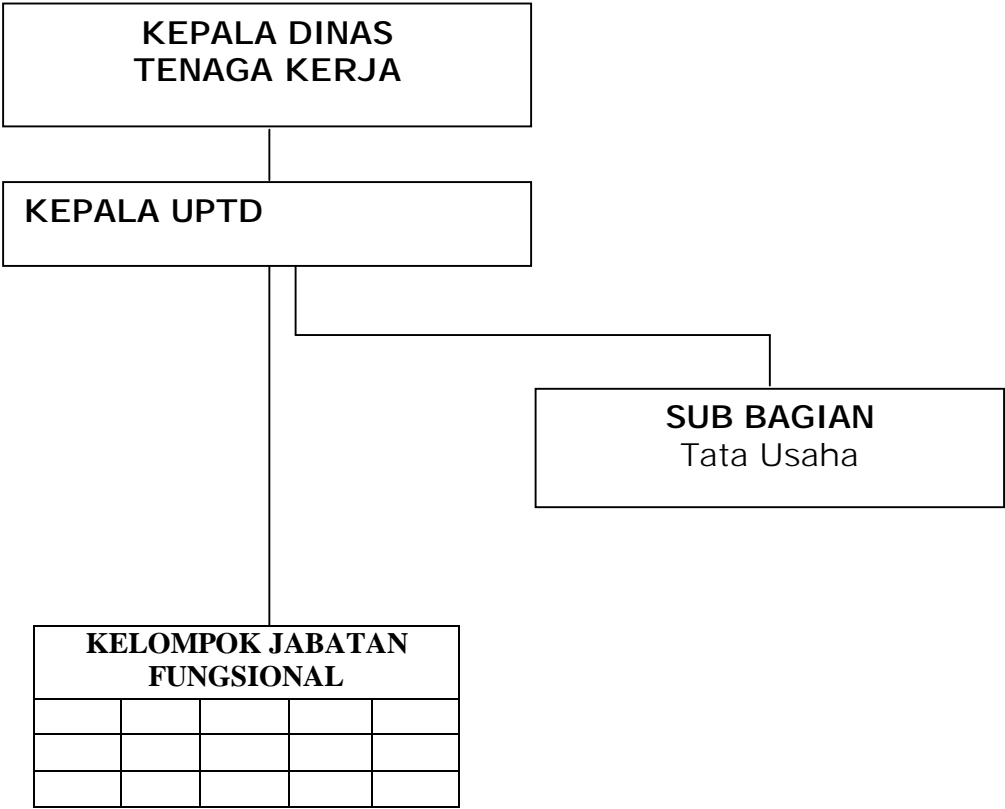 KEPALA DINAS
TENAGA KERJA
KEPALA UPTD
SUB BAGIAN
Tata Usaha
KELOMPOK JABATAN
FUNGSIONAL